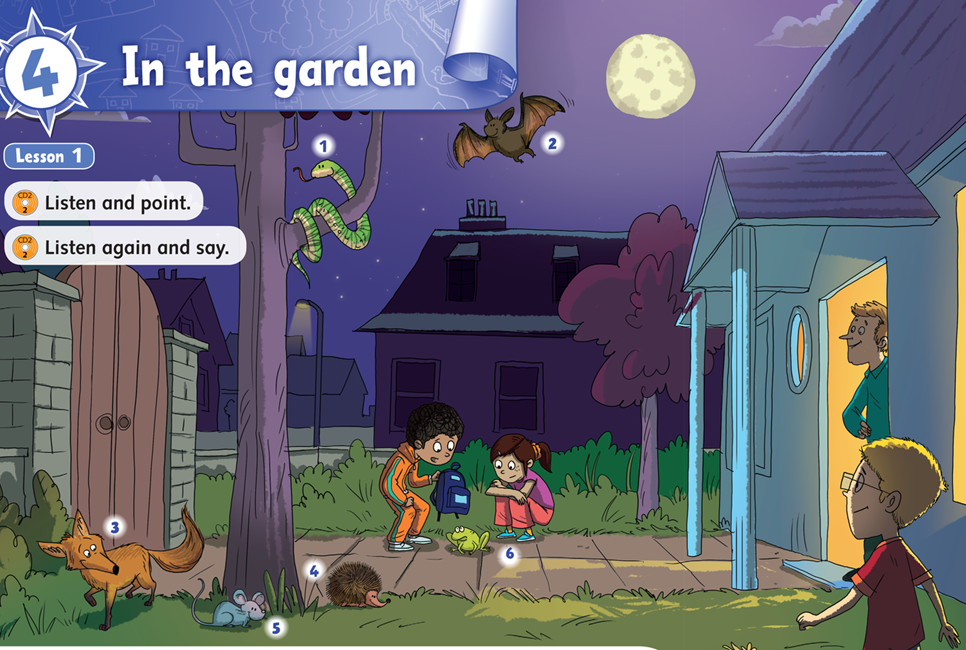 4
In the garden
Lesson 1
CD2
2
Listen and point.
CD2
2
Listen again and say.
1
2
3
4
5
6